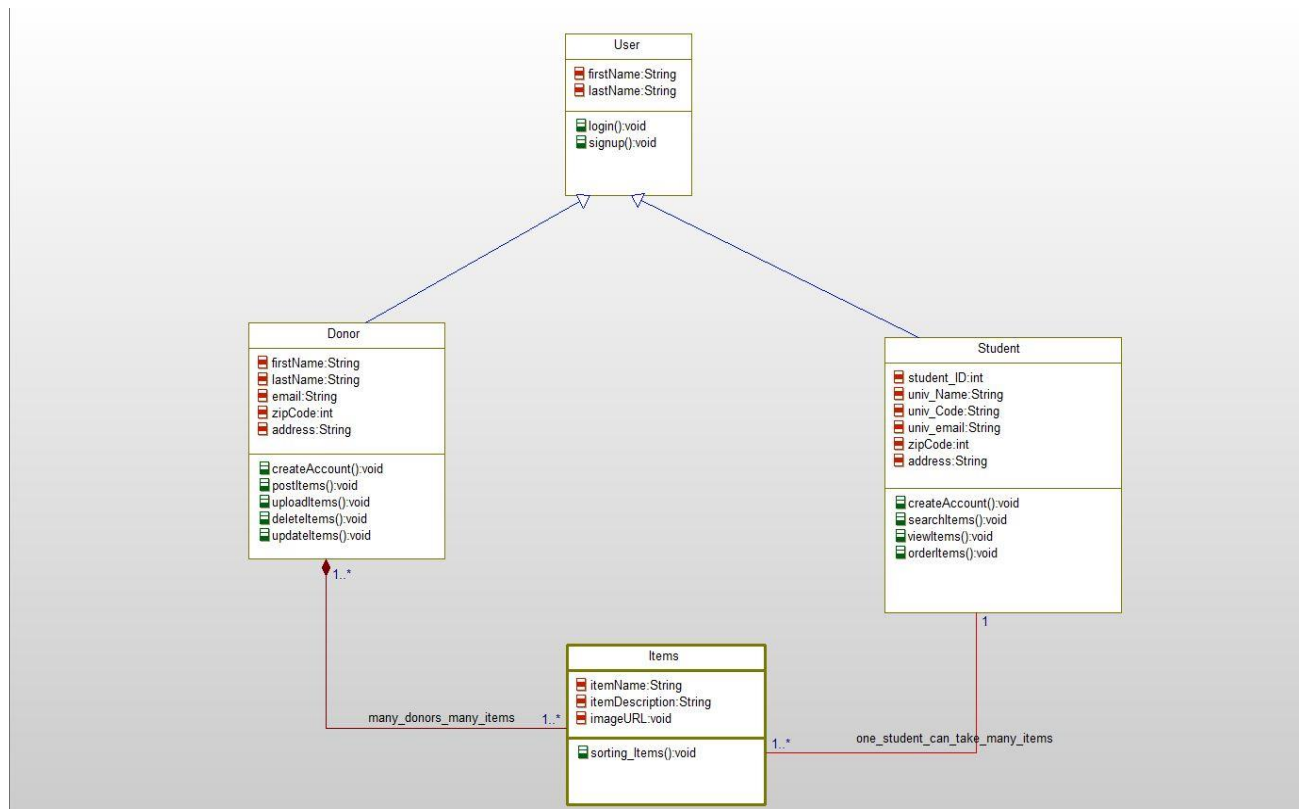 User
firstName:String
lastName:String
login():void
signup():void
Donor
firstName:String
lastName:String
email:String
zipCode:int
address:String
createAccount():void
postItems():void
uploadItems():void
deleteItems():void
updateItems():void
1..*
Student
student_ID:int
univ_Name:String
univ_Code:String
univ_email:String
zipCode:int
address:String
createAccount():void
searchItems():void
viewItems():void
orderItems():void
1
Items
itemName:String
itemDescription:String
imageURL:void
sorting_Items():void
many_donors_many_items
1..*
1..*
one_student_can_take_many_items